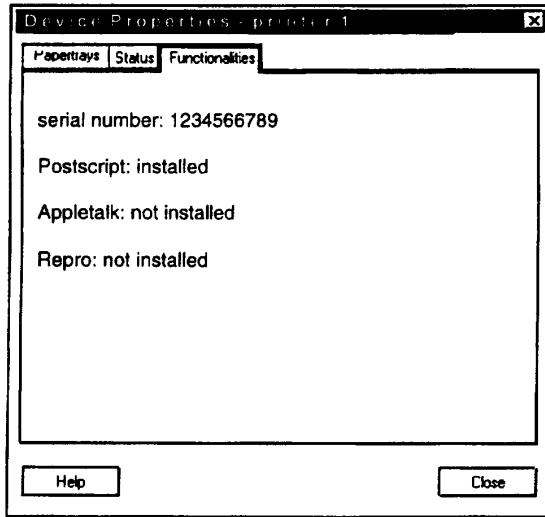 Device Properties - printer 1
Papertrays Status Functionalities
serial number: 1234566789
Postscript: installed
Appletalk: not installed
Repro: not installed
Help Close